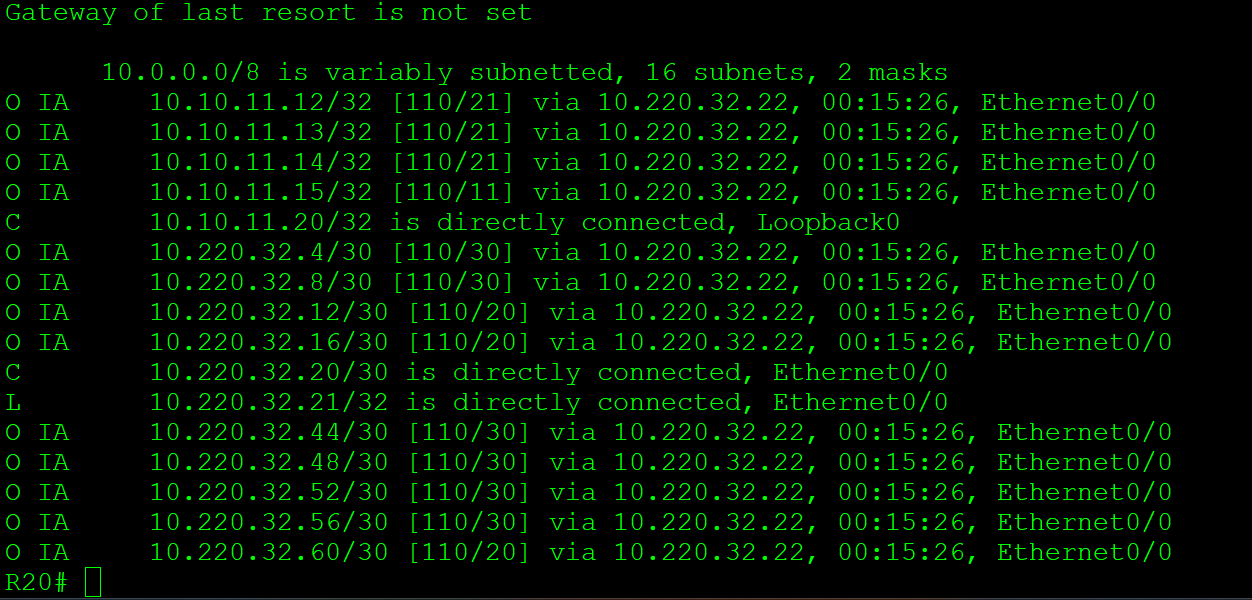 Gateway of last resort is not set
10.0.0.0/8 is variably subnetted, 16 subnets, 2 masks
O IA 10.10.11.12/32 [110/21] via 10.220.32.22, 00:15:26, Ethernet0/0
O IA 10.10.11.13/32 [110/21] via 10.220.32.22, 00:15:26, Ethernet0/0
O IA 10.10.11.14/32 [110/21] via 10.220.32.22, 00:15:26, Ethernet0/0
O IA 10.10.11.15/32 [110/11] via 10.220.32.22, 00:15:26, Ethernet0/0
C 10.10.11.20/32 is directly connected, Loopback0
O IA 10.220.32.4/30 [110/30] via 10.220.32.22, 00:15:26, Ethernet0/0
O IA 10.220.32.8/30 [110/30] via 10.220.32.22, 00:15:26, Ethernet0/0
O IA 10.220.32.12/30 [110/20] via 10.220.32.22, 00:15:26, Ethernet0/0
O IA 10.220.32.16/30 [110/20] via 10.220.32.22, 00:15:26, Ethernet0/0
C 10.220.32.20/30 is directly connected, Ethernet0/0
L 10.220.32.21/32 is directly connected, Ethernet0/0
O IA 10.220.32.44/30 [110/30] via 10.220.32.22, 00:15:26, Ethernet0/0
O IA 10.220.32.48/30 [110/30] via 10.220.32.22, 00:15:26, Ethernet0/0
O IA 10.220.32.52/30 [110/30] via 10.220.32.22, 00:15:26, Ethernet0/0
O IA 10.220.32.56/30 [110/30] via 10.220.32.22, 00:15:26, Ethernet0/0
O IA 10.220.32.60/30 [110/20] via 10.220.32.22, 00:15:26, Ethernet0/0
R20#